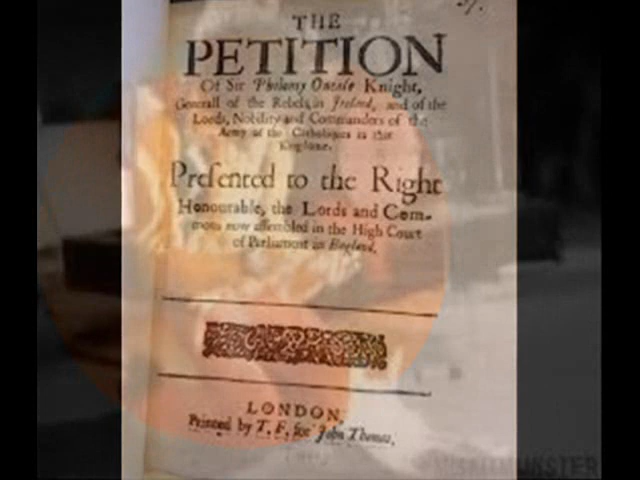 THE
PETITION
Of Sir Philomy Oneale Knight,
Generall of the Rebels in Ireland, and of the
Lords, Nobility and Commanders of the
Army of the Catholiques in that
Kingdome.
Presented to the Right
Honourable, the Lords and Com-
mons now assembled in the High Court
of Parliament in England.
LONDON,
Printed by T. F. for John Thomas,